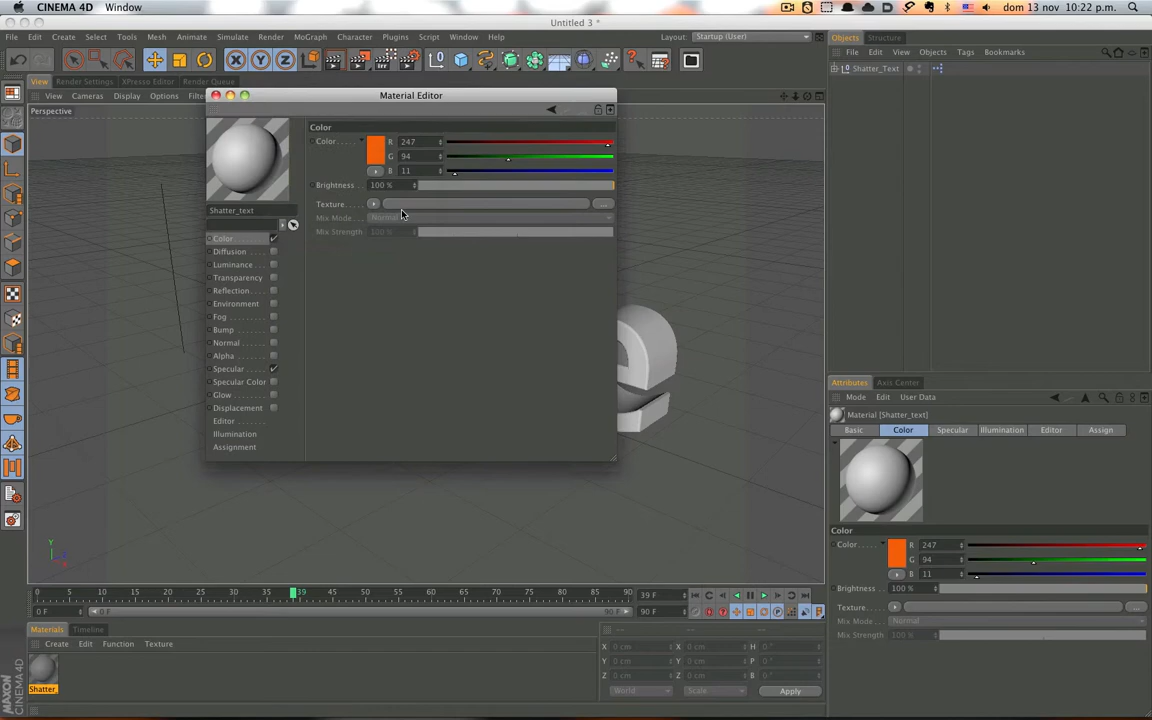 CINEMA 4D Window dom 13 nov 10:22 p.m.
Untitled 3 *
File Edit Create Select Tools Mesh Animate Simulate Render MoGraph Character Plugins Script Window Help Layout: Startup (User)
Objects Structure
File Edit View Objects Tags Bookmarks
Shatter_Text
View Render Settings XPresso Editor Render Queue
View Cameras Display Options Filter
Perspective
Material Editor
Color
Color R 247
G 94
B 11
Brightness 100 %
Texture
Mix Mode Normal
Mix Strength 100 %
Shatter_text
Color
Diffusion
Luminance
Transparency
Reflection
Environment
Fog
Bump
Normal
Alpha
Specular
Specular Color
Glow
Displacement
Editor
Illumination
Assignment
Y
Attributes Axis Center
Mode Edit User Data
Material [Shatter_text]
Basic Color Specular Illumination Editor Assign
Color
Color R 247
G 94
B 11
Brightness 100 %
Texture
Mix Mode Normal
Mix Strength 100 %
0 5 10 15 20 25 30 35 39 45 50 55 60 65 70 75 80 85 90 39 F
0 F 0 F 90 F 90 F
Materials Timeline
Create Edit Function Texture
Shatter_
X 0 cm X 0 cm H 0 °
Y 0 cm Y 0 cm P 0 °
Z 0 cm Z 0 cm B 0 °
World Scale Apply
MAXON
CINEMA 4D